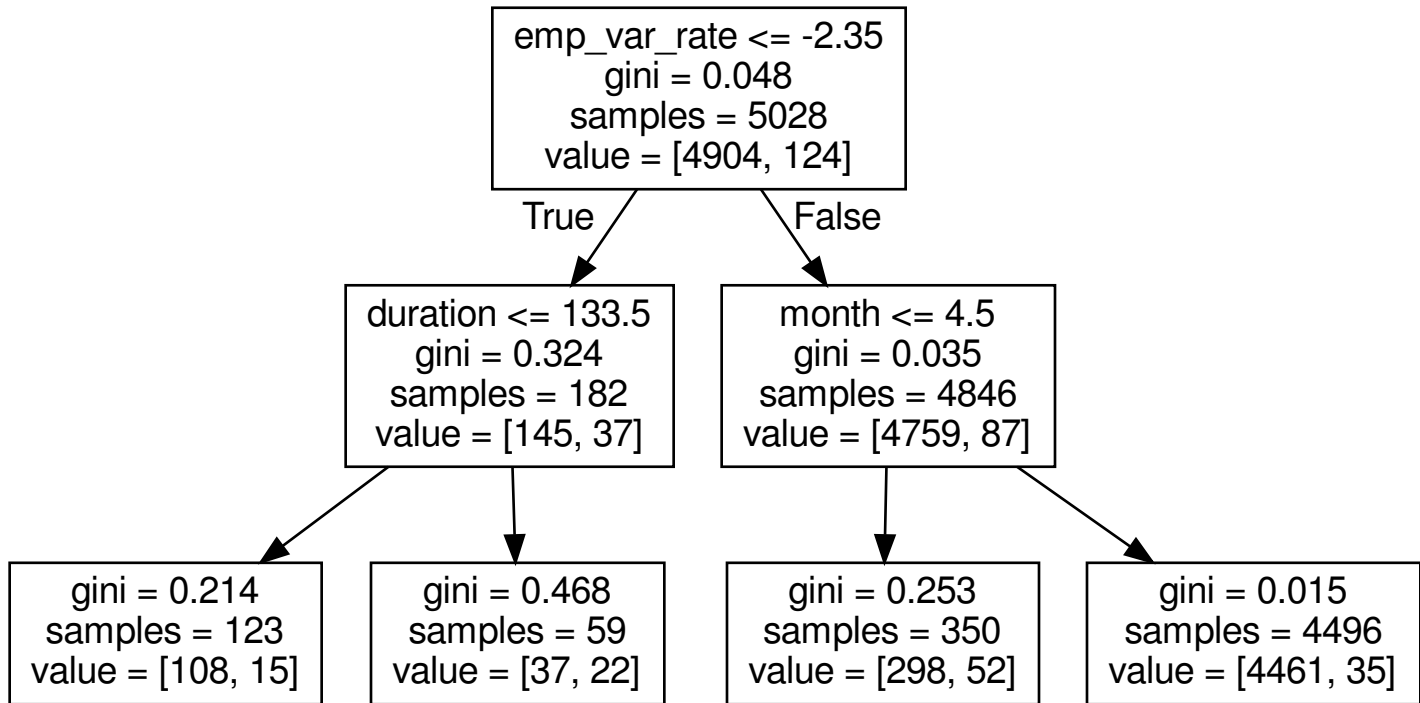 emp_var_rate <= -2.35
gini = 0.048
samples = 5028
value = [4904, 124]
True
False
duration <= 133.5
gini = 0.324
samples = 182
value = [145, 37]
month <= 4.5
gini = 0.035
samples = 4846
value = [4759, 87]
gini = 0.214
samples = 123
value = [108, 15]
gini = 0.468
samples = 59
value = [37, 22]
gini = 0.253
samples = 350
value = [298, 52]
gini = 0.015
samples = 4496
value = [4461, 35]